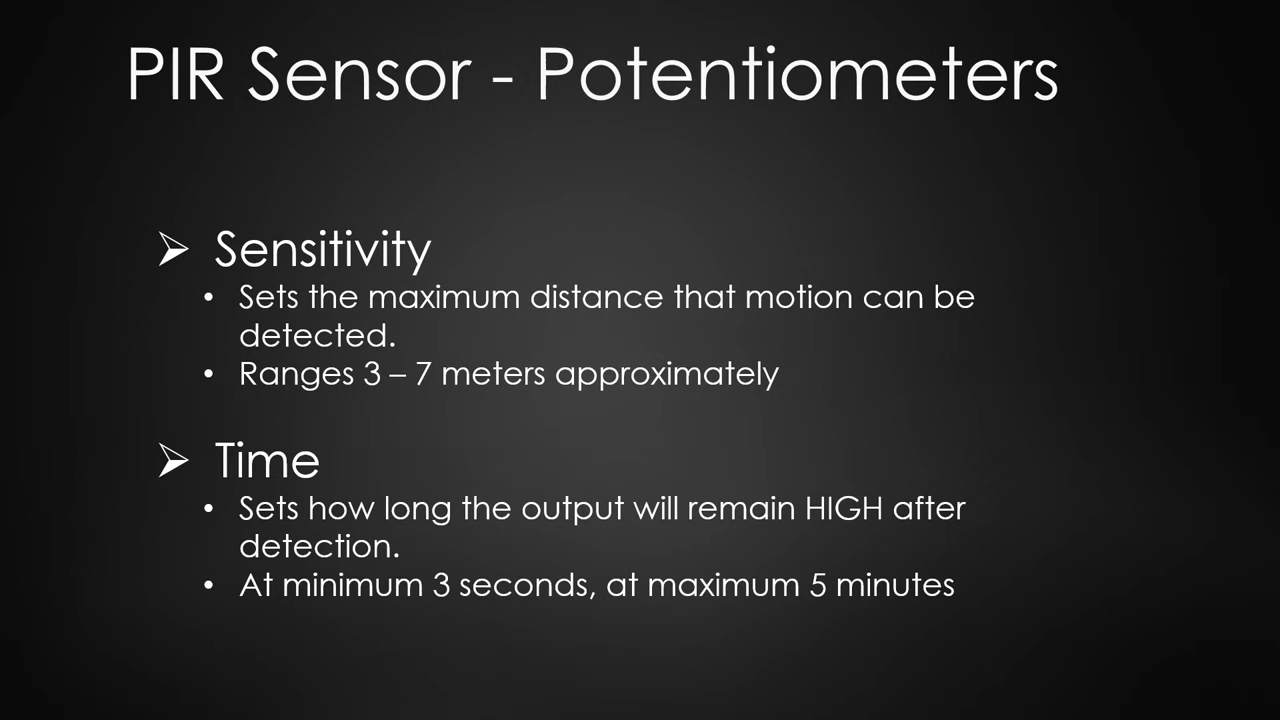 PIR Sensor - Potentiometers
➢ Sensitivity
• Sets the maximum distance that motion can be
detected.
• Ranges 3 – 7 meters approximately
➢ Time
• Sets how long the output will remain HIGH after
detection.
• At minimum 3 seconds, at maximum 5 minutes